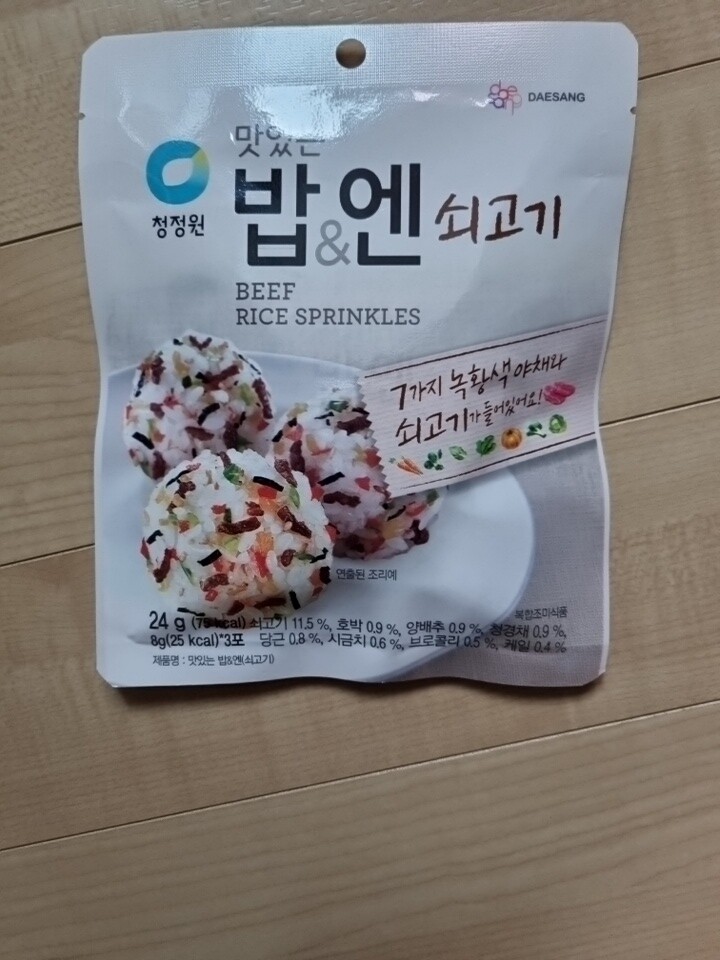 DAESANG
청정원
맛있는
밥&엔 쇠고기
BEEF
RICE SPRINKLES
7가지 녹황색 야채와
쇠고기가 들어있어요!
연출된 조리예
복합조미식품
24 g (75 kcal) 쇠고기 11.5 %, 호박 0.9 %, 양배추 0.9 %, 청경채 0.9 %,
8g(25 kcal)*3포 당근 0.8 %, 시금치 0.6 %, 브로콜리 0.5 %, 케일 0.4 %
제품명 : 맛있는 밥&엔(쇠고기)